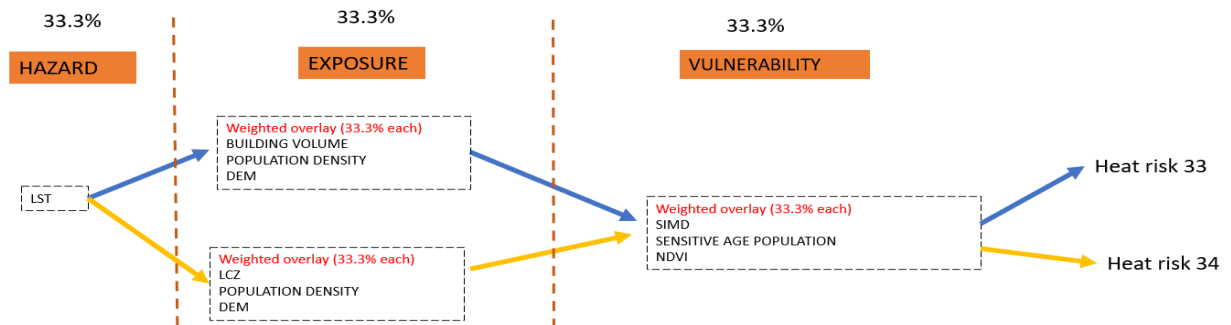 33.3%
33.3%
33.3%
HAZARD
EXPOSURE
VULNERABILITY
LST
Weighted overlay (33.3% each)
BUILDING VOLUME
POPULATION DENSITY
DEM
Weighted overlay (33.3% each)
LCZ
POPULATION DENSITY
DEM
Weighted overlay (33.3% each)
SIMD
SENSITIVE AGE POPULATION
NDVI
Heat risk 33
Heat risk 34